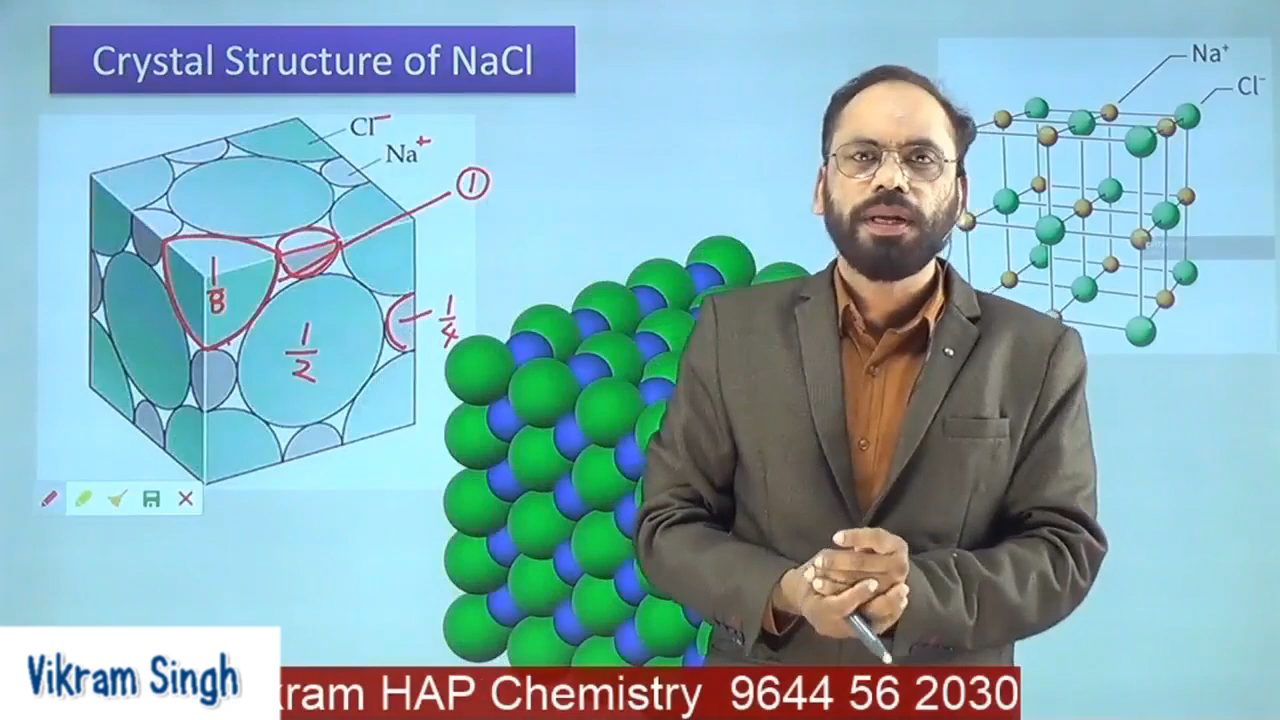 Crystal Structure of NaCl
Cl⁻
Na⁺
①
1/8
1/2
1/4
Na⁺
Cl⁻
Vikram Singh
kram HAP Chemistry 9644 56 2030